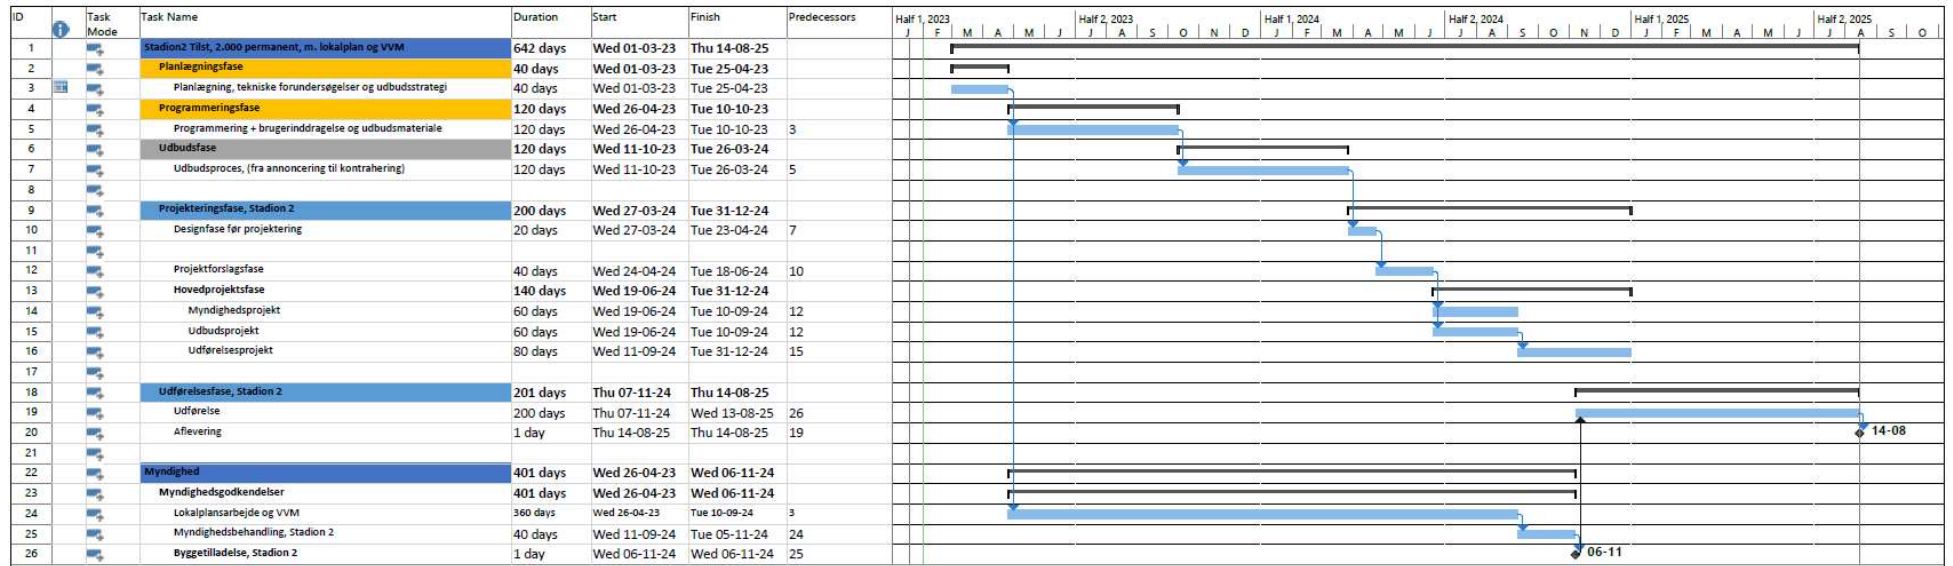 ID Task Mode Task Name Duration Start Finish Predecessors Half 1, 2023 Half 2, 2023 Half 1, 2024 Half 2, 2024 Half 1, 2025 Half 2, 2025
J F M A M J J A S O N D J F M A M J J A S O N D J F M A M J J A S O
1 Stadion2 Tilst, 2.000 permanent, m. lokalplan og VVM 642 days Wed 01-03-23 Thu 14-08-25
2 Planlægningsfase 40 days Wed 01-03-23 Tue 25-04-23
3 Planlægning, tekniske forundersøgelser og udbudsstrategi 40 days Wed 01-03-23 Tue 25-04-23
4 Programmeringsfase 120 days Wed 26-04-23 Tue 10-10-23
5 Programmering + brugerinddragelse og udbudsmateriale 120 days Wed 26-04-23 Tue 10-10-23 3
6 Udbudsfase 120 days Wed 11-10-23 Tue 26-03-24
7 Udbudsproces, (fra annoncering til kontrahering) 120 days Wed 11-10-23 Tue 26-03-24 5
8
9 Projekteringsfase, Stadion 2 200 days Wed 27-03-24 Tue 31-12-24
10 Designfase før projektering 20 days Wed 27-03-24 Tue 23-04-24 7
11
12 Projektforslagsfase 40 days Wed 24-04-24 Tue 18-06-24 10
13 Hovedprojektsfase 140 days Wed 19-06-24 Tue 31-12-24
14 Myndighedsprojekt 60 days Wed 19-06-24 Tue 10-09-24 12
15 Udbudsprojekt 60 days Wed 19-06-24 Tue 10-09-24 12
16 Udførelsesprojekt 80 days Wed 11-09-24 Tue 31-12-24 15
17
18 Udførelsesfase, Stadion 2 201 days Thu 07-11-24 Thu 14-08-25
19 Udførelse 200 days Thu 07-11-24 Wed 13-08-25 26
20 Aflevering 1 day Thu 14-08-25 Thu 14-08-25 19 14-08
21
22 Myndighed 401 days Wed 26-04-23 Wed 06-11-24
23 Myndighedsgodkendelser 401 days Wed 26-04-23 Wed 06-11-24
24 Lokalplansarbejde og VVM 360 days Wed 26-04-23 Tue 10-09-24 3
25 Myndighedsbehandling, Stadion 2 40 days Wed 11-09-24 Tue 05-11-24 24
26 Byggetilladelse, Stadion 2 1 day Wed 06-11-24 Wed 06-11-24 25 06-11